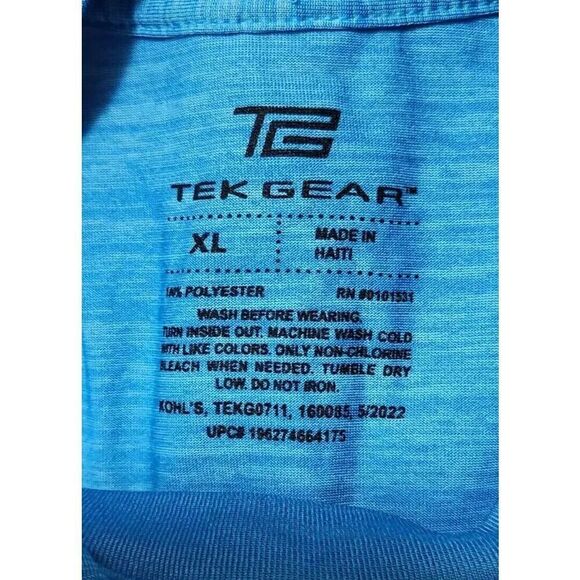 TG
TEK GEAR™
XL
MADE IN
HAITI
POLYESTER RN #0101531
WASH BEFORE WEARING.
TURN INSIDE OUT. MACHINE WASH COLD
WITH LIKE COLORS. ONLY NON-CHLORINE
BLEACH WHEN NEEDED. TUMBLE DRY
LOW. DO NOT IRON.
KOHL'S, TEKG0711, 160085, 5/2022
UPC# 196274664175